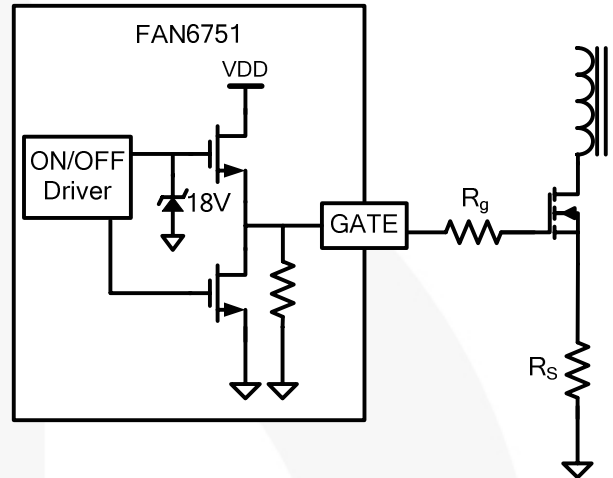 FAN6751
VDD
ON/OFF
Driver
18V
GATE
Rg
RS